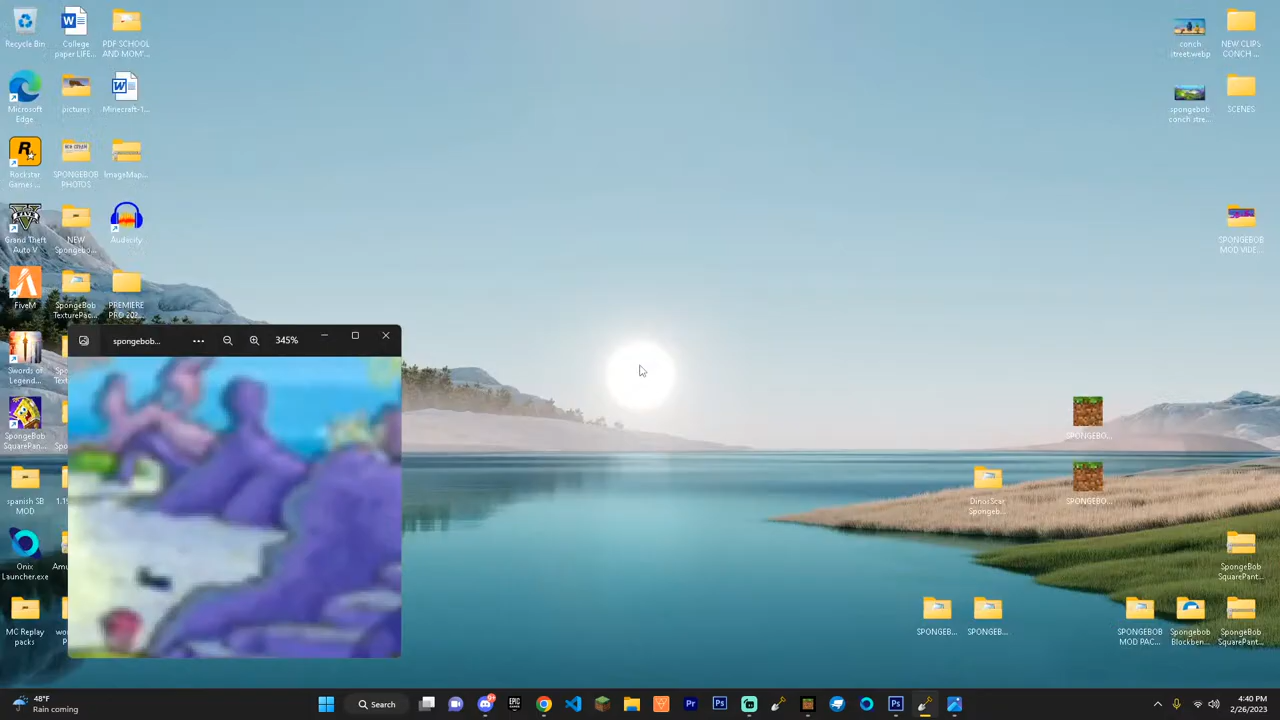 Recycle Bin
College paper LIFE...
PDF SCHOOL AND MOM'...
conch street.webp
NEW CLIPS CONCH ...
Microsoft Edge
pictures
Minecraft-1...
spongebob conch stre...
SCENES
Rockstar Games ...
SPONGEBOB PHOTOS
ImageMap...
Grand Theft Auto V
NEW Spongebo...
Audacity
SPONGEBOB MOD VIDE...
FiveM
SpongeBob TexturePac...
PREMIERE PRO 202...
spongebob...
345%
Swords of Legend...
SpongeBob SquarePan...
SPONGEBO...
spanish SB MOD
DinosStar Spongeb...
SPONGEBO...
Onix Launcher.exe
SpongeBob SquarePant...
MC Replay packs
SPONGEB...
SPONGEB...
SPONGEBOB MOD PAC...
Spongebob Blockben...
SpongeBob SquarePant...
48°F
Rain coming
Search
4:40 PM
2/26/2023